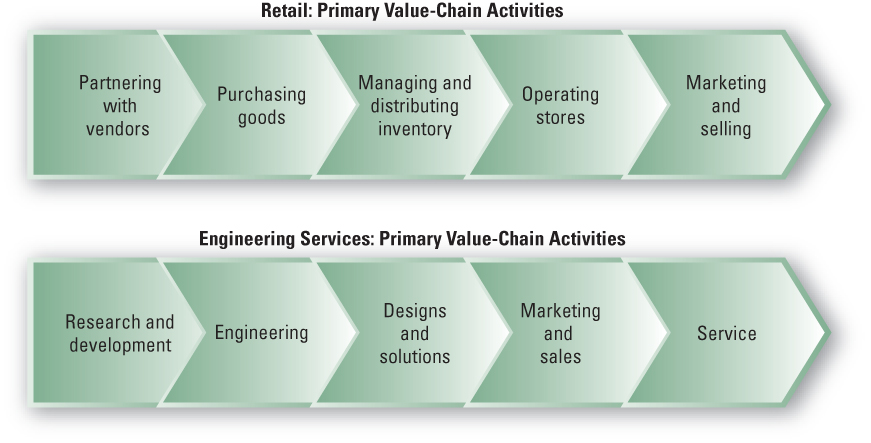 Retail: Primary Value-Chain Activities
Partnering
with
vendors
Purchasing
goods
Managing and
distributing
inventory
Operating
stores
Marketing
and
selling
Engineering Services: Primary Value-Chain Activities
Research and
development
Engineering
Designs
and
solutions
Marketing
and
sales
Service